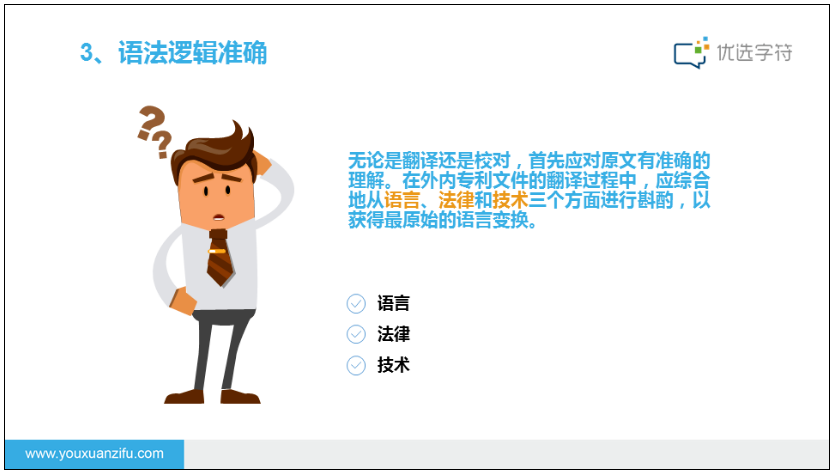 3、语法逻辑准确
优选字符
??
无论是翻译还是校对，首先应对原文有准确的
理解。在外内专利文件的翻译过程中，应综合
地从语言、法律和技术三个方面进行斟酌，以
获得最原始的语言变换。
语言
法律
技术
www.youxuanzifu.com